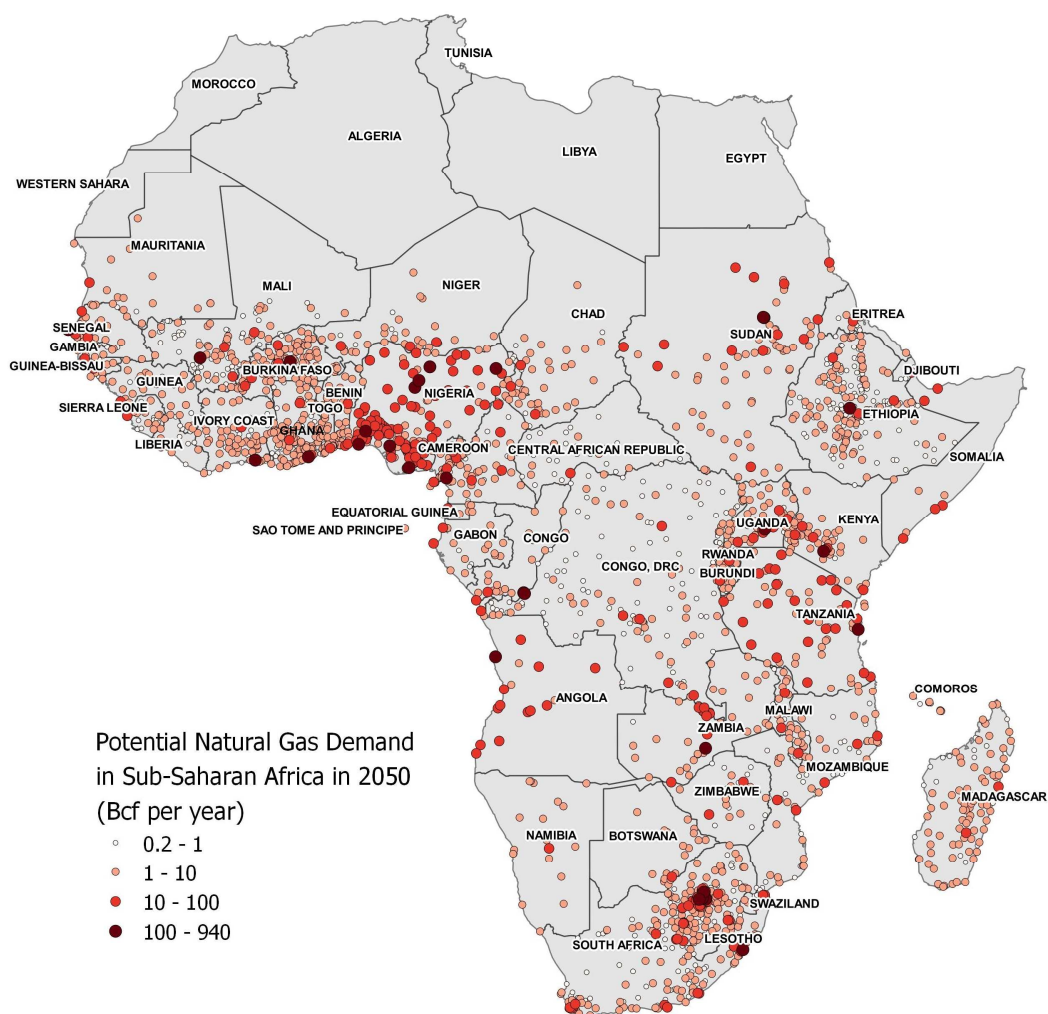 TUNISIA
MOROCCO
ALGERIA
LIBYA
EGYPT
WESTERN SAHARA
MAURITANIA
MALI
NIGER
CHAD
SUDAN
ERITREA
SENEGAL
GAMBIA
GUINEA-BISSAU
BURKINA FASO
DJIBOUTI
GUINEA
BENIN
NIGERIA
SIERRA LEONE
TOGO
IVORY COAST
ETHIOPIA
GHANA
LIBERIA
CAMEROON
CENTRAL AFRICAN REPUBLIC
SOMALIA
EQUATORIAL GUINEA
UGANDA
KENYA
SAO TOME AND PRINCIPE
GABON
CONGO
RWANDA
CONGO, DRC
BURUNDI
TANZANIA
COMOROS
ANGOLA
MALAWI
ZAMBIA
Potential Natural Gas Demand
in Sub-Saharan Africa in 2050
(Bcf per year)
0.2 - 1
1 - 10
10 - 100
100 - 940
MOZAMBIQUE
ZIMBABWE
MADAGASCAR
NAMIBIA
BOTSWANA
SWAZILAND
LESOTHO
SOUTH AFRICA